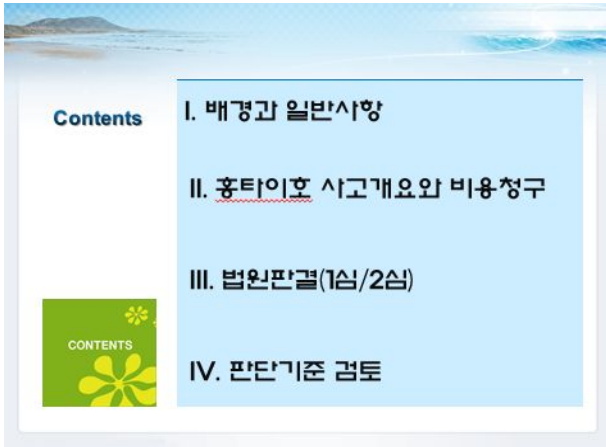 Contents
I. 배경과 일반사항
II. 홍타이호 사고개요와 비용청구
III. 법원판결(1심/2심)
CONTENTS
IV. 판단기준 검토